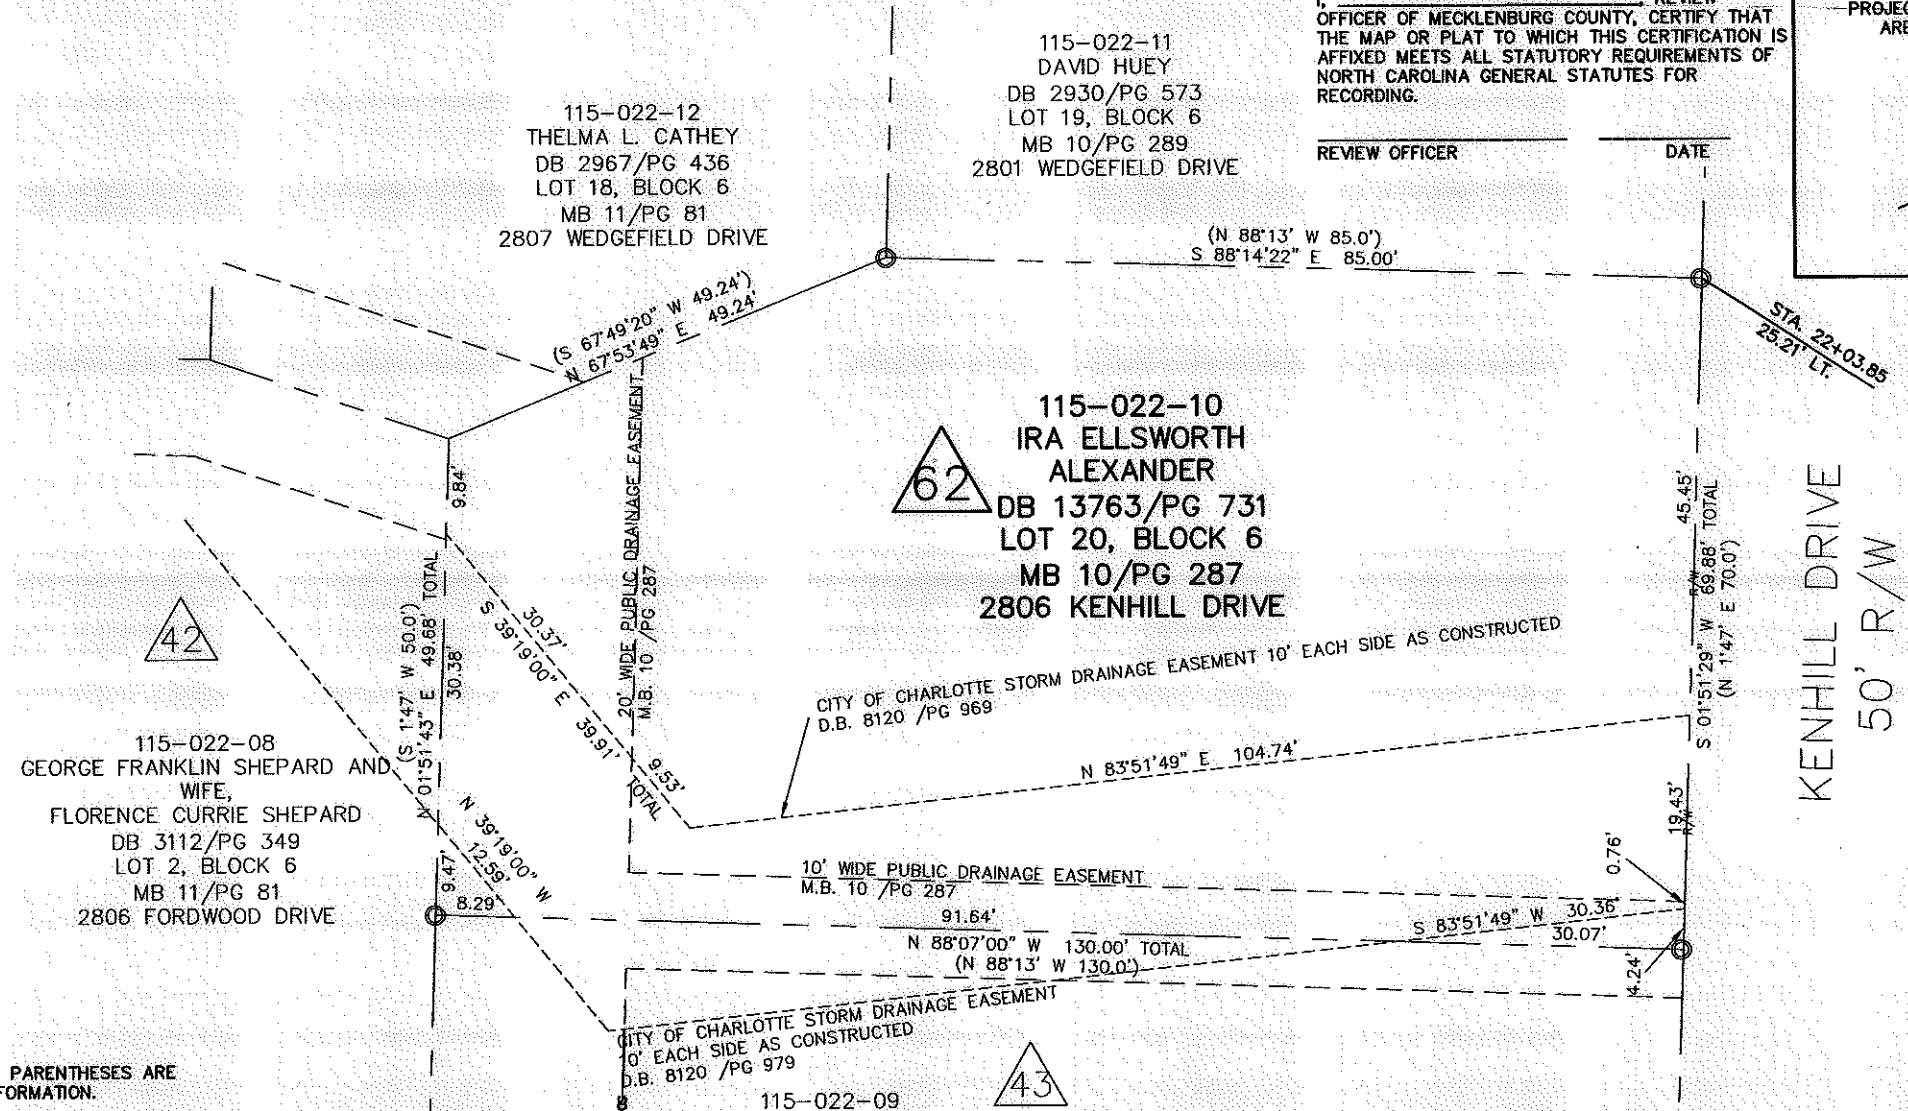 115-022-11
DAVID HUEY
DB 2930/PG 573
LOT 19, BLOCK 6
MB 10/PG 289
2801 WEDGEFIELD DRIVE
I,
OFFICER OF MECKLENBURG COUNTY, CERTIFY THAT
THE MAP OR PLAT TO WHICH THIS CERTIFICATION IS
AFFIXED MEETS ALL STATUTORY REQUIREMENTS OF
NORTH CAROLINA GENERAL STATUTES FOR
RECORDING.
REVIEW OFFICER DATE
115-022-12
THELMA L. CATHEY
DB 2967/PG 436
LOT 18, BLOCK 6
MB 11/PG 81
2807 WEDGEFIELD DRIVE
(N 88°13' W 85.0')
S 88°14'22" E 85.00'
(S 67°49'20" W 49.24')
N 67°53'49" E 49.24'
STA. 22+03.85
25.21' LT.
115-022-10
IRA ELLSWORTH
ALEXANDER
DB 13763/PG 731
LOT 20, BLOCK 6
MB 10/PG 287
2806 KENHILL DRIVE
62
9.84'
20' WIDE PUBLIC DRAINAGE EASEMENT
M.B. 10 /PG 287
45.45'
R/W
S 01°51'29" W 69.88' TOTAL
(N 1°47' E 70.0')
KENHILL DRIVE
50' R/W
42
(S 1°47' W 50.0')
N 01°51'43" E 49.68' TOTAL
30.38'
30.37'
S 39°19'00" E 39.91' TOTAL
9.53'
CITY OF CHARLOTTE STORM DRAINAGE EASEMENT 10' EACH SIDE AS CONSTRUCTED
D.B. 8120 /PG 969
N 83°51'49" E 104.74'
115-022-08
GEORGE FRANKLIN SHEPARD AND
WIFE,
FLORENCE CURRIE SHEPARD
DB 3112/PG 349
LOT 2, BLOCK 6
MB 11/PG 81
2806 FORDWOOD DRIVE
N 39°19'00" W
12.59'
9.47'
8.29'
19.43'
R/W
0.76'
10' WIDE PUBLIC DRAINAGE EASEMENT
M.B. 10 /PG 287
91.64'
N 88°07'00" W 130.00' TOTAL
(N 88°13' W 130.0')
S 83°51'49" W 30.36'
30.07'
4.24'
CITY OF CHARLOTTE STORM DRAINAGE EASEMENT
10' EACH SIDE AS CONSTRUCTED
D.B. 8120 /PG 979
43
115-022-09
PARENTHESES ARE